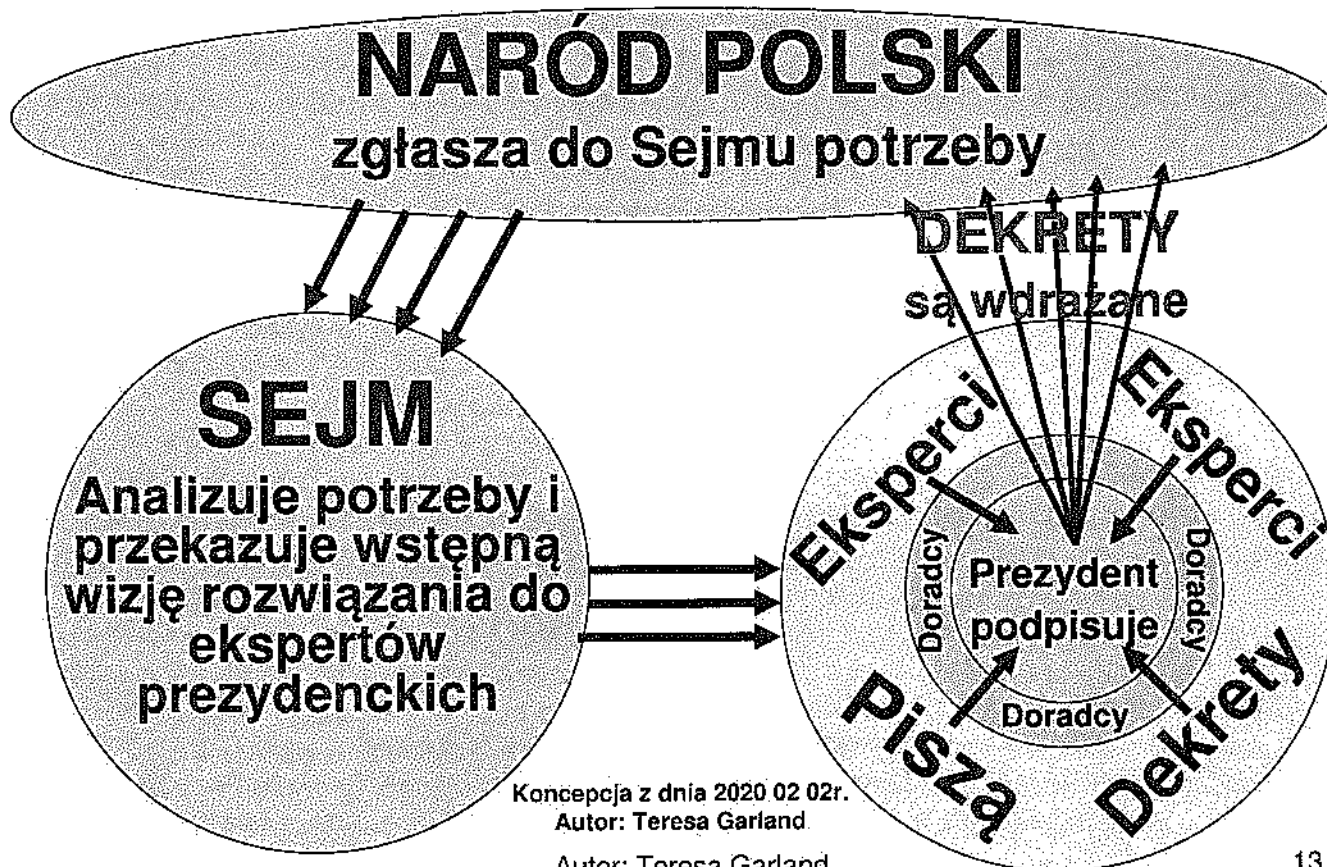 NARÓD POLSKI
zgłasza do Sejmu potrzeby
DEKRETY
są wdrażane
SEJM
Analizuje potrzeby i
przekazuje wstępną
wizję rozwiązania do
ekspertów
prezydenckich
Eksperci
Eksperci
Doradcy
Doradcy
Prezydent
podpisuje
Doradcy
Piszą
Dekrety
Koncepcja z dnia 2020 02 02r.
Autor: Teresa Garland
Autor: Teresa Garland
13